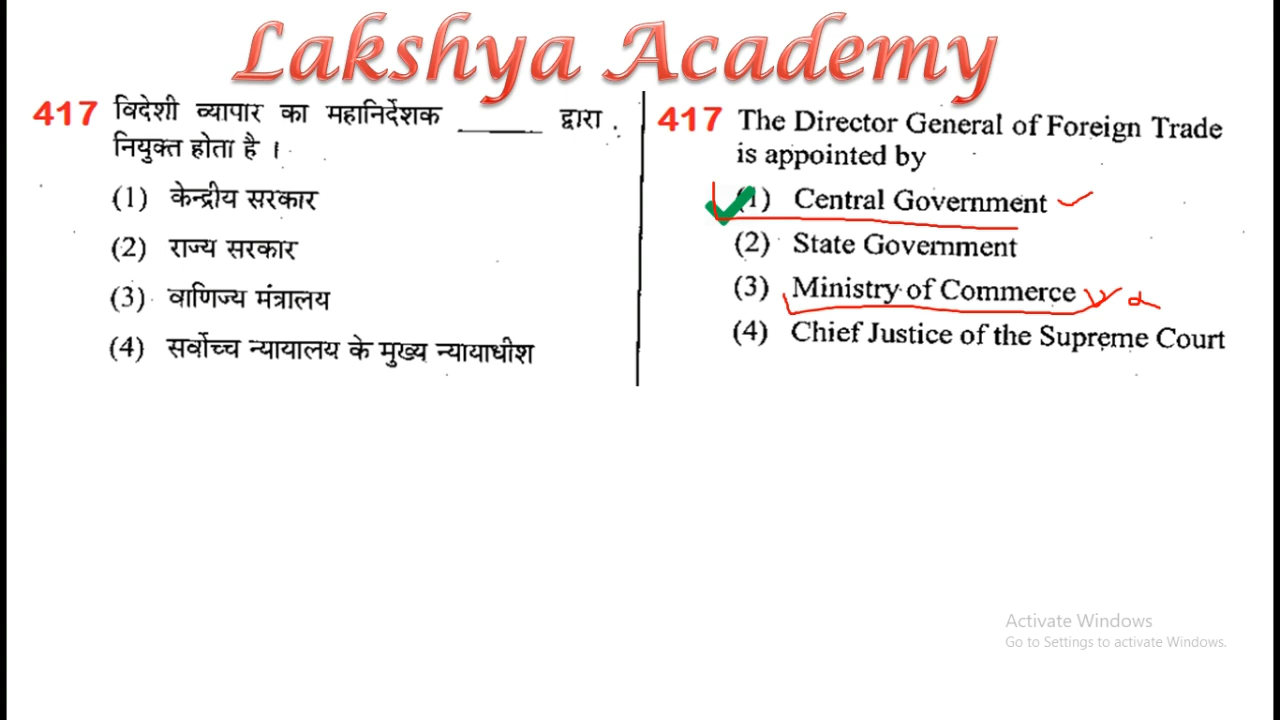 Lakshya Academy
417 विदेशी व्यापार का महानिर्देशक ______ द्वारा
नियुक्त होता है ।
(1) केन्द्रीय सरकार
(2) राज्य सरकार
(3) वाणिज्य मंत्रालय
(4) सर्वोच्च न्यायालय के मुख्य न्यायाधीश
417 The Director General of Foreign Trade
is appointed by
(1) Central Government
(2) State Government
(3) Ministry of Commerce
(4) Chief Justice of the Supreme Court
Activate Windows
Go to Settings to activate Windows.